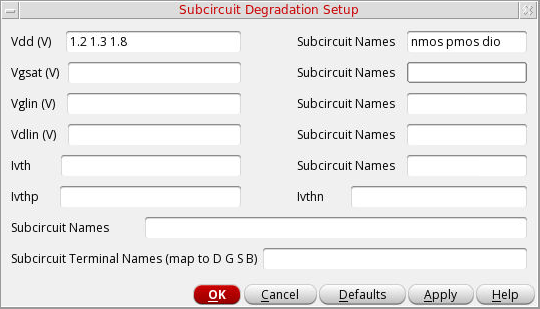 Subcircuit Degradation Setup
Vdd (V) 1.2 1.3 1.8 Subcircuit Names nmos pmos dio
Vgsat (V) Subcircuit Names
Vglin (V) Subcircuit Names
Vdlin (V) Subcircuit Names
Ivth Subcircuit Names
Ivthp Ivthn
Subcircuit Names
Subcircuit Terminal Names (map to D G S B)
OK Cancel Defaults Apply Help